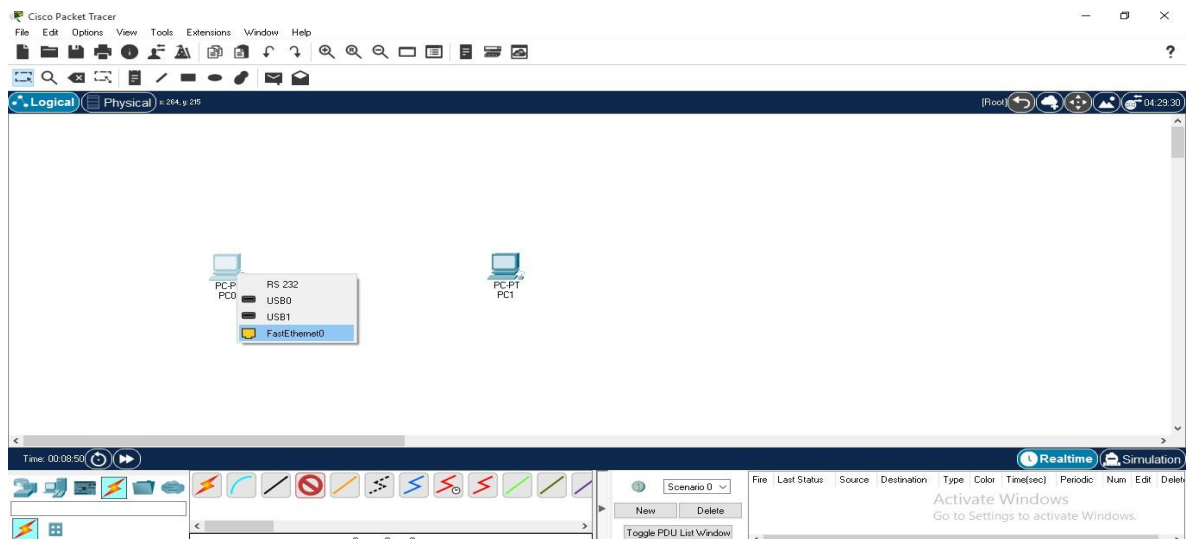 Cisco Packet Tracer
File Edit Options View Tools Extensions Window Help
?
Logical Physical x: 264, y: 215 [Root] 04:29:30
PC-P
PC0
RS 232
USB0
USB1
FastEthernet0
PC-PT
PC1
Time: 00:08:50 Realtime Simulation
Scenario 0
New Delete
Toggle PDU List Window
Fire Last Status Source Destination Type Color Time(sec) Periodic Num Edit Delet
Activate Windows
Go to Settings to activate Windows.